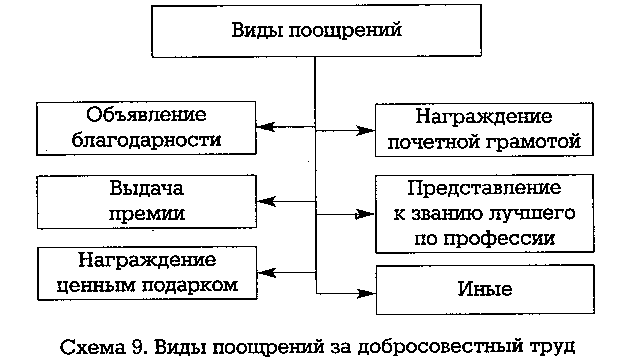 Виды поощрений
Объявление
благодарности
Награждение
почетной грамотой
Выдача
премии
Представление
к званию лучшего
по профессии
Награждение
ценным подарком
Иные
Схема 9. Виды поощрений за добросовестный труд